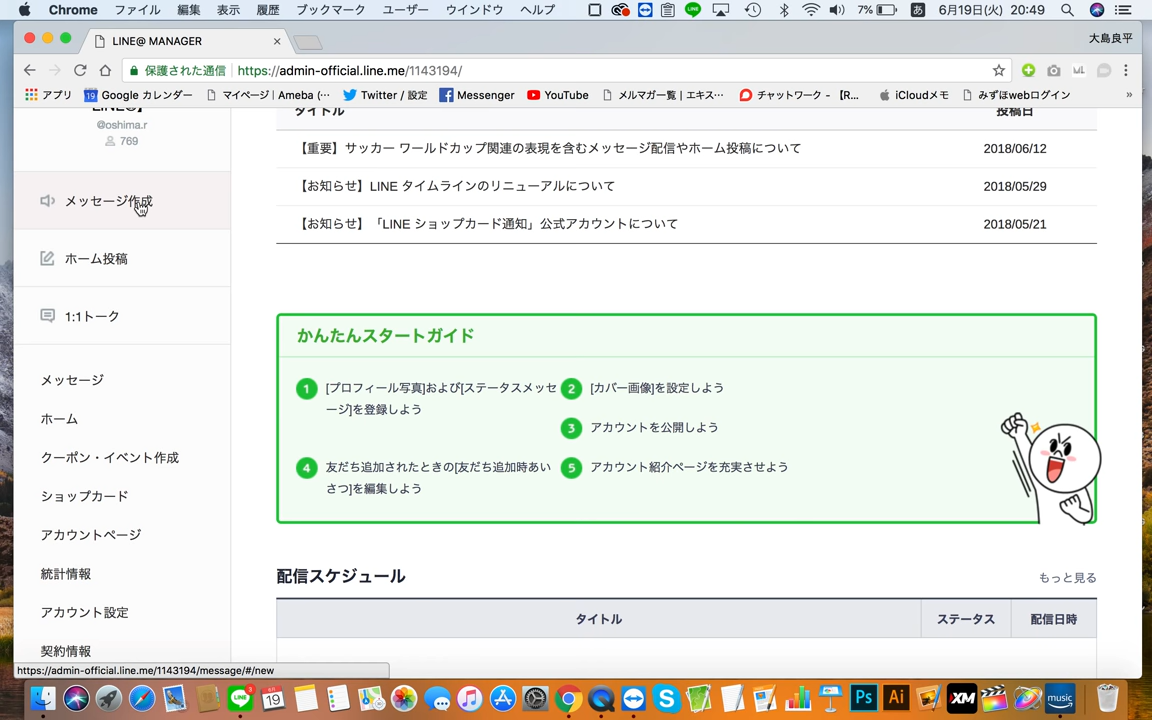 Chrome ファイル 編集 表示 履歴 ブックマーク ユーザー ウインドウ ヘルプ
7% あ 6月19日(火) 20:49
LINE@ MANAGER
大島良平
保護された通信 https://admin-official.line.me/1143194/
アプリ 19 Google カレンダー マイページ | Ameba (… Twitter / 設定 Messenger YouTube メルマガ一覧 | エキス… チャットワーク - 【R… iCloudメモ みずほwebログイン »
LINE@】
@oshima.r
769
メッセージ作成
ホーム投稿
1:1トーク
メッセージ
ホーム
クーポン・イベント作成
ショップカード
アカウントページ
統計情報
アカウント設定
契約情報
タイトル 投稿日
【重要】サッカー ワールドカップ関連の表現を含むメッセージ配信やホーム投稿について 2018/06/12
【お知らせ】LINE タイムラインのリニューアルについて 2018/05/29
【お知らせ】「LINE ショップカード通知」公式アカウントについて 2018/05/21
かんたんスタートガイド
1 [プロフィール写真]および[ステータスメッセ
ージ]を登録しよう
2 [カバー画像]を設定しよう
3 アカウントを公開しよう
4 友だち追加されたときの[友だち追加時あい
さつ]を編集しよう
5 アカウント紹介ページを充実させよう
配信スケジュール もっと見る
タイトル ステータス 配信日時
https://admin-official.line.me/1143194/message/#/new
LINE 3 19 Ps Ai XM music